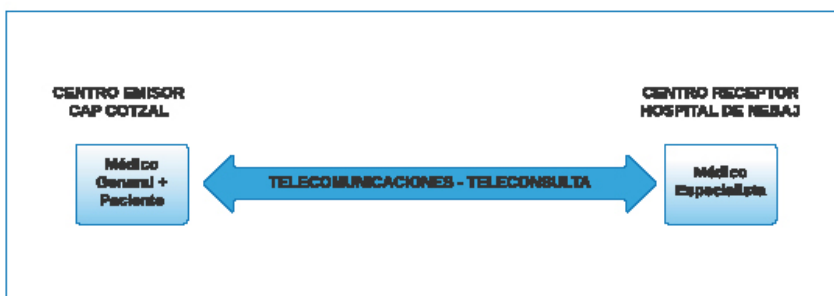 CENTRO EMISOR
CAP COTZAL
CENTRO RECEPTOR
HOSPITAL DE NEBAJ
Médico
General +
Paciente
TELECOMUNICACIONES - TELECONSULTA
Médico
Especialista